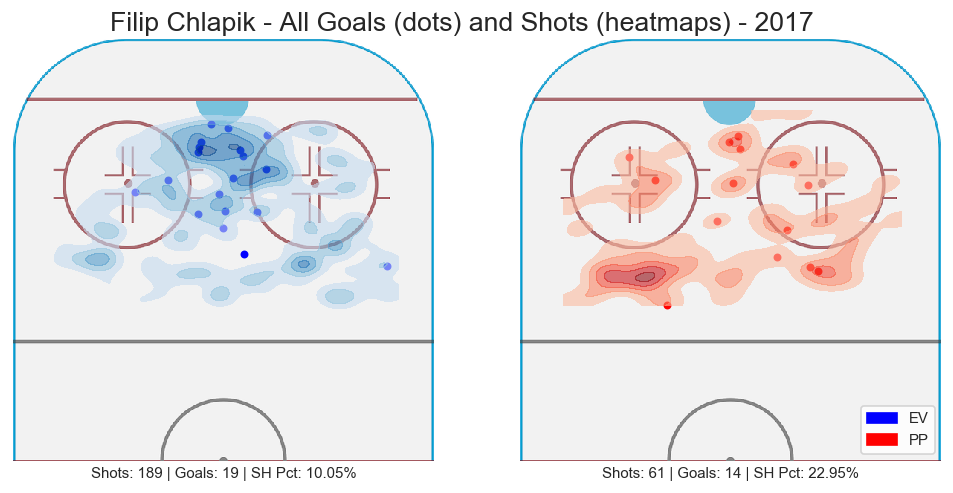 Filip Chlapik - All Goals (dots) and Shots (heatmaps) - 2017
EV
PP
Shots: 189 | Goals: 19 | SH Pct: 10.05%
Shots: 61 | Goals: 14 | SH Pct: 22.95%